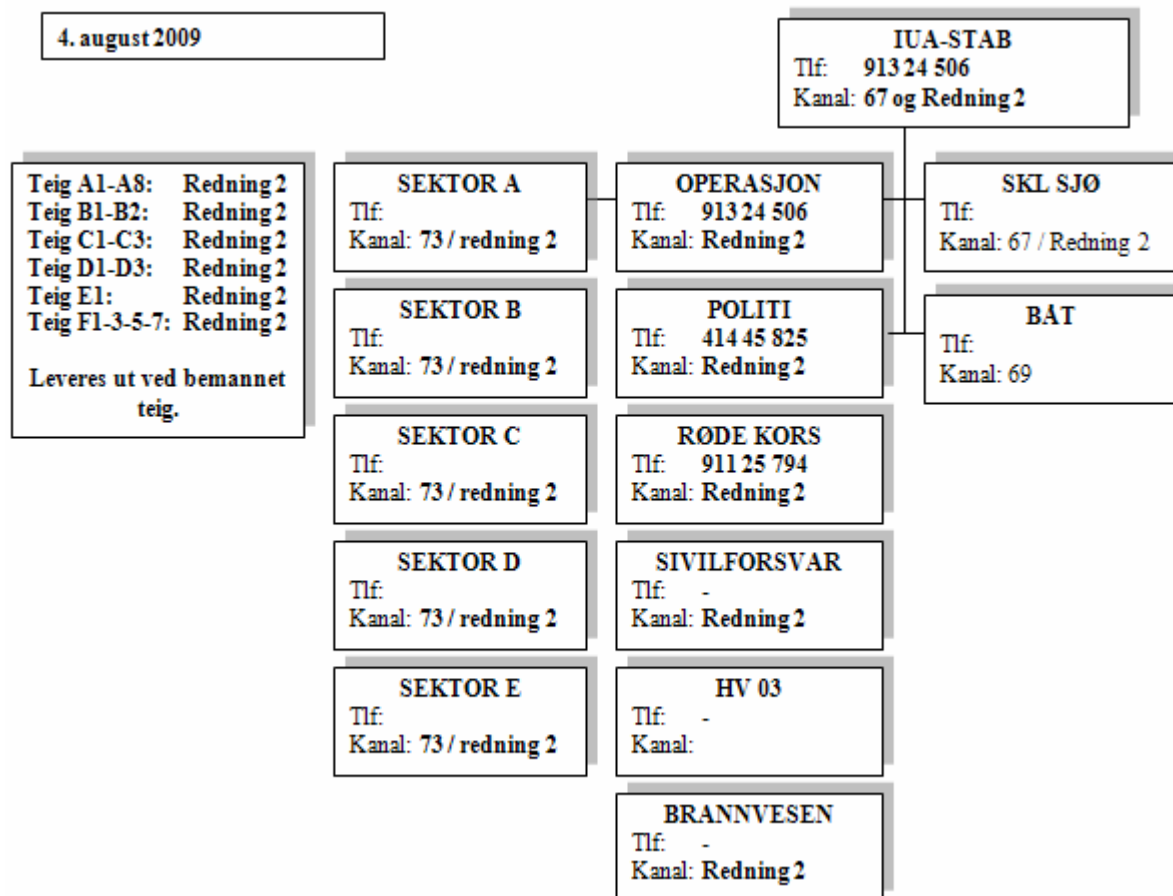 4. august 2009
IUA-STAB
Tlf: 913 24 506
Kanal: 67 og Redning 2
Teig A1-A8: Redning 2
Teig B1-B2: Redning 2
Teig C1-C3: Redning 2
Teig D1-D3: Redning 2
Teig E1: Redning 2
Teig F1-3-5-7: Redning 2
Leveres ut ved bemannet
teig.
SEKTOR A
Tlf:
Kanal: 73 / redning 2
SEKTOR B
Tlf:
Kanal: 73 / redning 2
SEKTOR C
Tlf:
Kanal: 73 / redning 2
SEKTOR D
Tlf:
Kanal: 73 / redning 2
SEKTOR E
Tlf:
Kanal: 73 / redning 2
OPERASJON
Tlf: 913 24 506
Kanal: Redning 2
POLITI
Tlf: 414 45 825
Kanal: Redning 2
RØDE KORS
Tlf: 911 25 794
Kanal: Redning 2
SIVILFORSVAR
Tlf: -
Kanal: Redning 2
HV 03
Tlf: -
Kanal:
BRANNVESEN
Tlf: -
Kanal: Redning 2
SKL SJØ
Tlf:
Kanal: 67 / Redning 2
BÅT
Tlf:
Kanal: 69